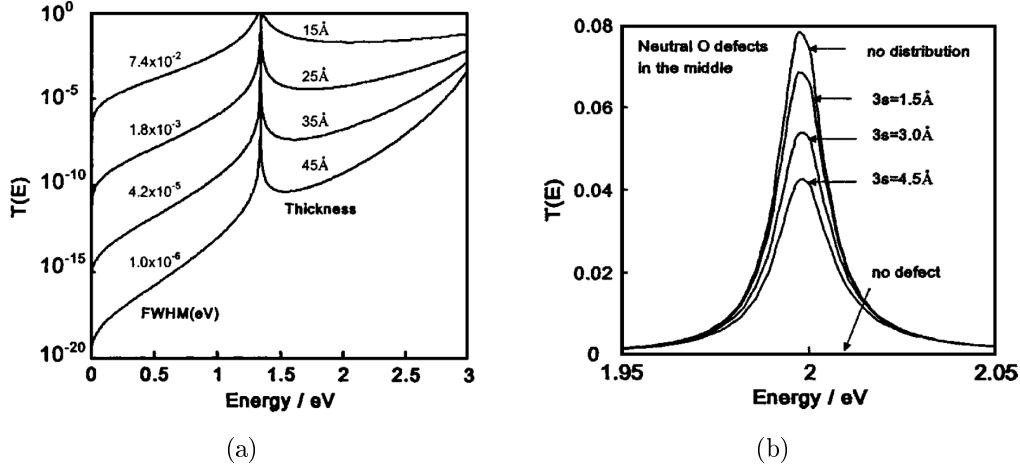 10^0
10^-5
10^-10
10^-15
10^-20
T(E)
7.4x10^-2
1.8x10^-3
4.2x10^-5
1.0x10^-6
FWHM(eV)
15Å
25Å
35Å
45Å
Thickness
0 0.5 1 1.5 2 2.5 3
Energy / eV
(a)
0.08
0.06
0.04
0.02
0
T(E)
Neutral O defects
in the middle
no distribution
3s=1.5Å
3s=3.0Å
3s=4.5Å
no defect
1.95 2 2.05
Energy / eV
(b)